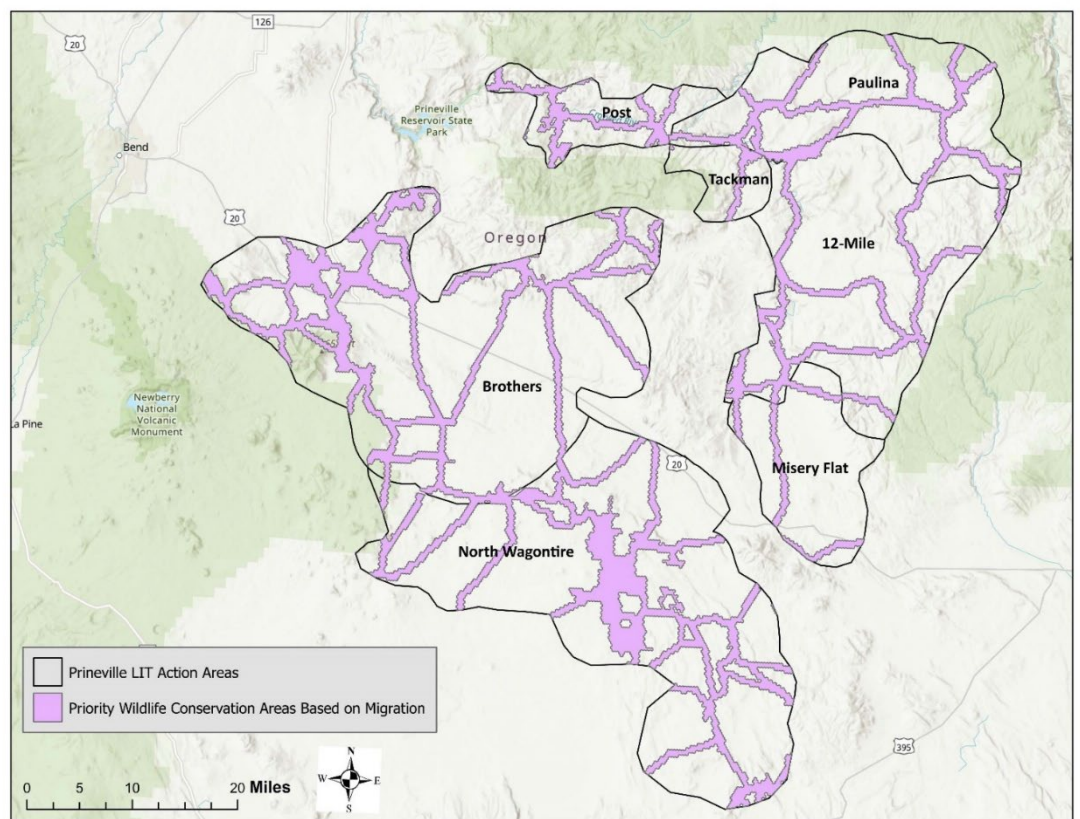 126
20
Paulina
Prineville
Reservoir State
Park
Post
Bend
Tackman
20
Oregon
12-Mile
Brothers
Newberry
National
Volcanic
Monument
La Pine
Misery Flat
20
North Wagontire
Prineville LIT Action Areas
Priority Wildlife Conservation Areas Based on Migration
395
N
W E
S
0 5 10 20 Miles